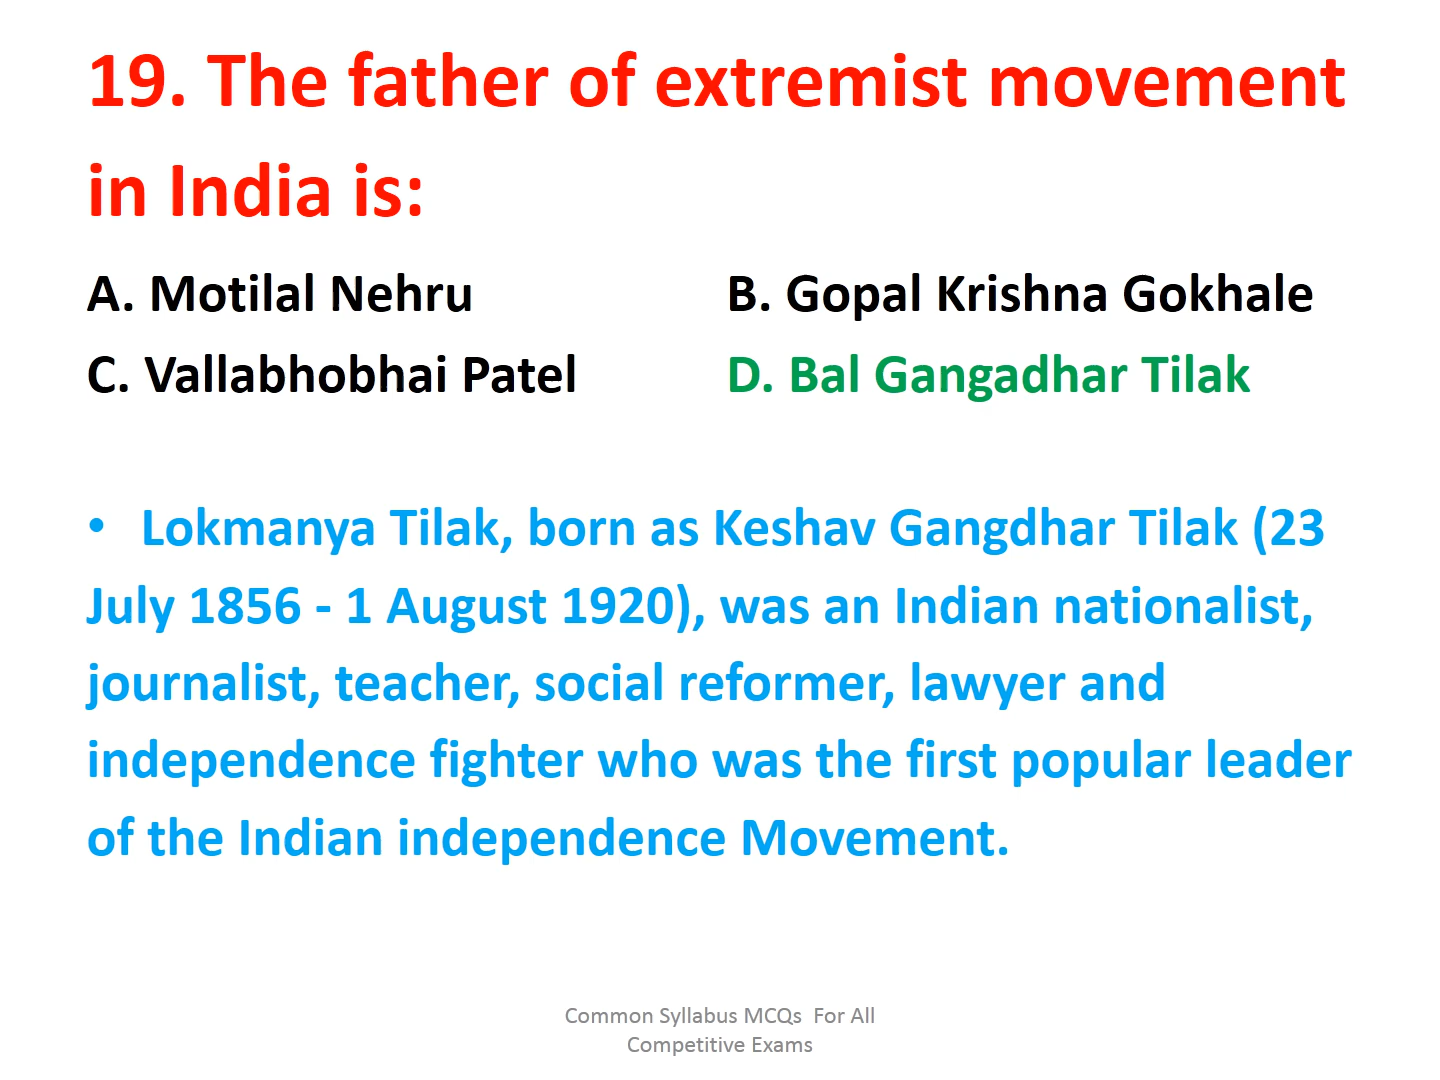 19. The father of extremist movement
in India is:
A. Motilal Nehru B. Gopal Krishna Gokhale
C. Vallabhobhai Patel D. Bal Gangadhar Tilak
• Lokmanya Tilak, born as Keshav Gangdhar Tilak (23
July 1856 - 1 August 1920), was an Indian nationalist,
journalist, teacher, social reformer, lawyer and
independence fighter who was the first popular leader
of the Indian independence Movement.
Common Syllabus MCQs For All
Competitive Exams